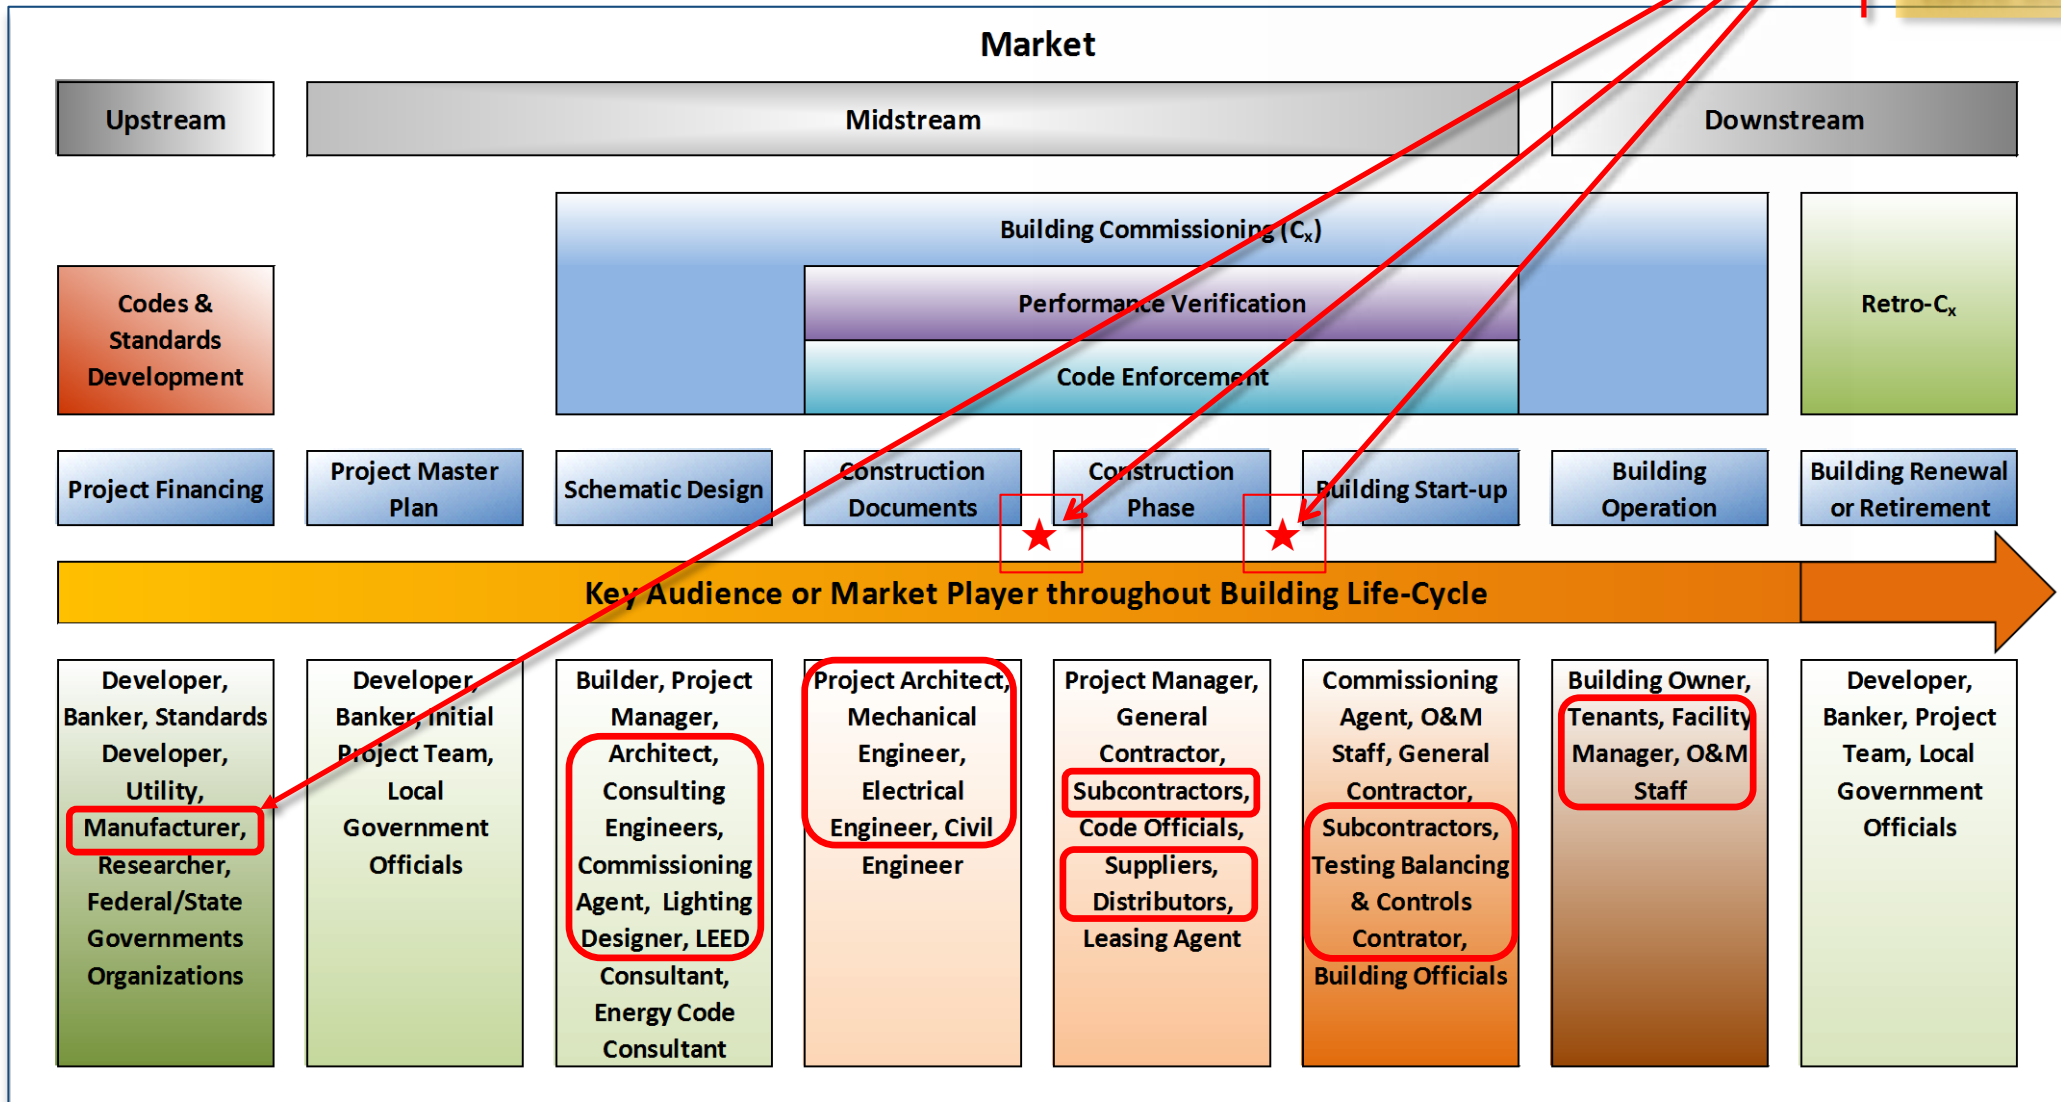 Market
Upstream
Midstream
Downstream
Building Commissioning (Cx)
Performance Verification
Code Enforcement
Codes &
Standards
Development
Retro-Cx
Project Financing
Project Master
Plan
Schematic Design
Construction
Documents
Construction
Phase
Building Start-up
Building
Operation
Building Renewal
or Retirement
Key Audience or Market Player throughout Building Life-Cycle
Developer,
Banker, Standards
Developer,
Utility,
Manufacturer,
Researcher,
Federal/State
Governments
Organizations
Developer,
Banker, Initial
Project Team,
Local
Government
Officials
Builder, Project
Manager,
Architect,
Consulting
Engineers,
Commissioning
Agent, Lighting
Designer, LEED
Consultant,
Energy Code
Consultant
Project Architect,
Mechanical
Engineer,
Electrical
Engineer, Civil
Engineer
Project Manager,
General
Contractor,
Subcontractors,
Code Officials,
Suppliers,
Distributors,
Leasing Agent
Commissioning
Agent, O&M
Staff, General
Contractor,
Subcontractors,
Testing Balancing
& Controls
Contrator,
Building Officials
Building Owner,
Tenants, Facility
Manager, O&M
Staff
Developer,
Banker, Project
Team, Local
Government
Officials